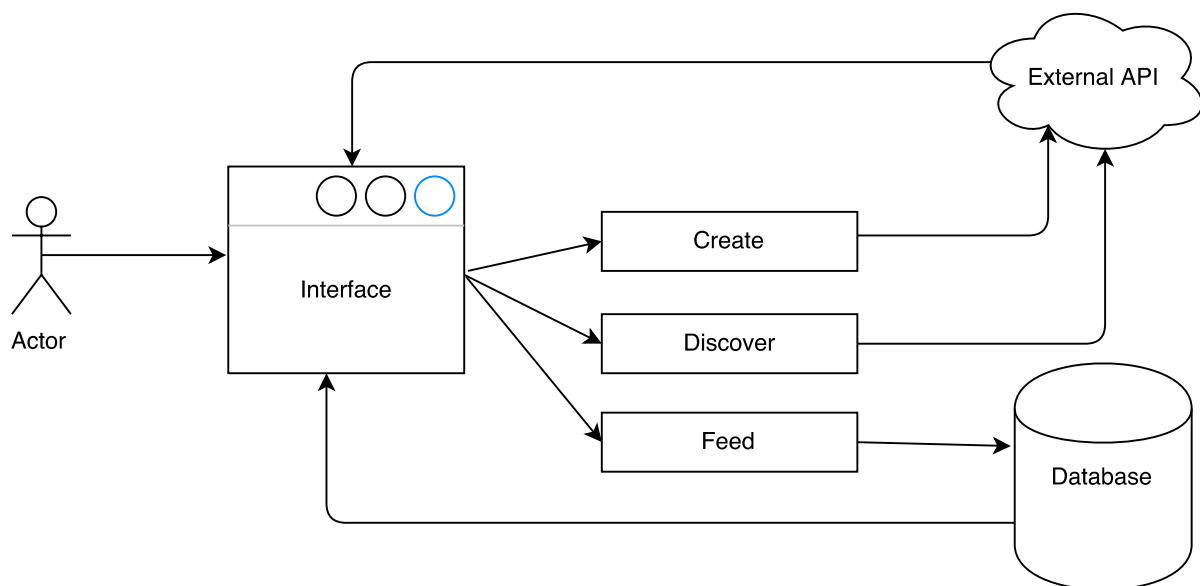 External API
Create
Interface
Discover
Actor
Feed
Database